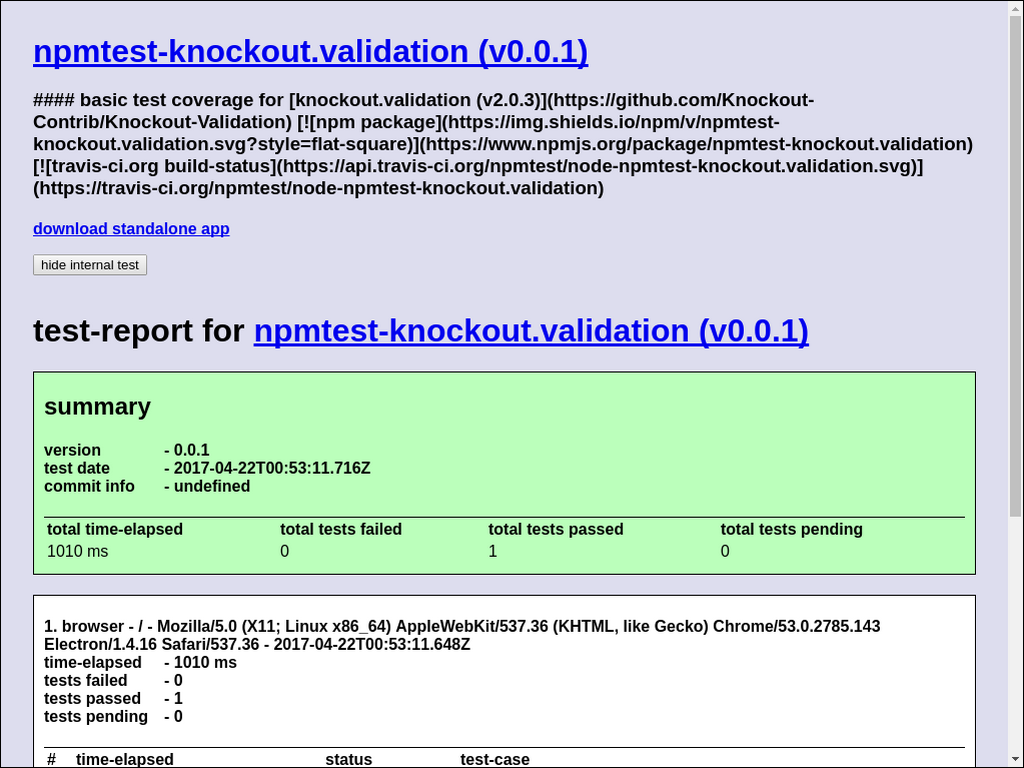 npmtest-knockout.validation (v0.0.1)
#### basic test coverage for [knockout.validation (v2.0.3)](https://github.com/Knockout-
Contrib/Knockout-Validation) [![npm package](https://img.shields.io/npm/v/npmtest-
knockout.validation.svg?style=flat-square)](https://www.npmjs.org/package/npmtest-knockout.validation)
[![travis-ci.org build-status](https://api.travis-ci.org/npmtest/node-npmtest-knockout.validation.svg)]
(https://travis-ci.org/npmtest/node-npmtest-knockout.validation)
download standalone app
hide internal test
test-report for npmtest-knockout.validation (v0.0.1)
summary
version - 0.0.1
test date - 2017-04-22T00:53:11.716Z
commit info - undefined
total time-elapsed total tests failed total tests passed total tests pending
1010 ms 0 1 0
1. browser - / - Mozilla/5.0 (X11; Linux x86_64) AppleWebKit/537.36 (KHTML, like Gecko) Chrome/53.0.2785.143
Electron/1.4.16 Safari/537.36 - 2017-04-22T00:53:11.648Z
time-elapsed - 1010 ms
tests failed - 0
tests passed - 1
tests pending - 0
# time-elapsed status test-case